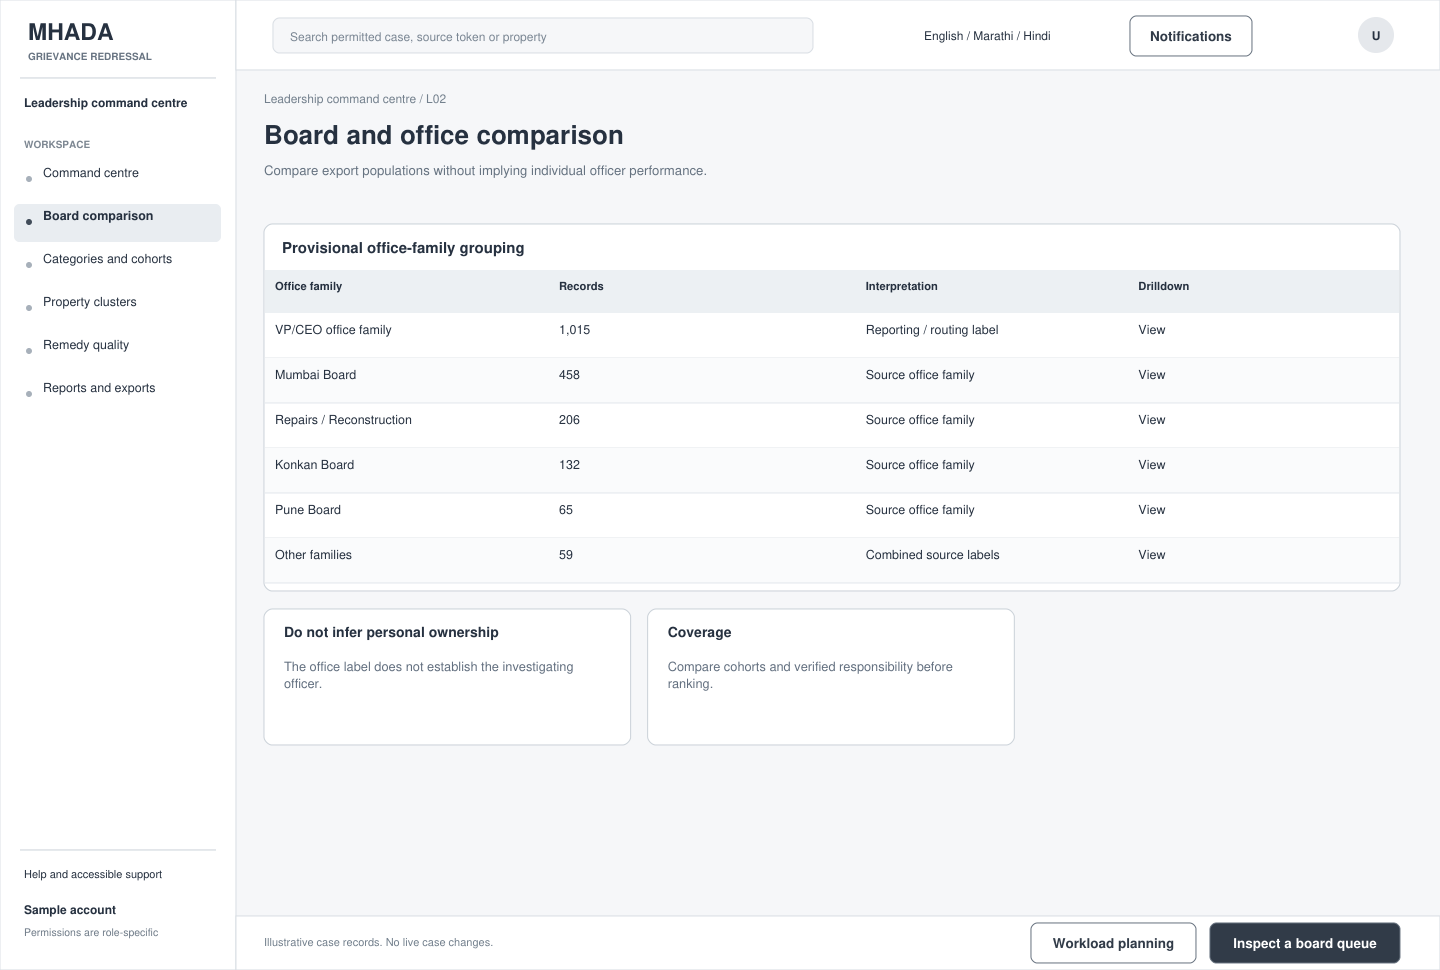 MHADA
GRIEVANCE REDRESSAL
Leadership command centre
WORKSPACE
Command centre
Board comparison
Categories and cohorts
Property clusters
Remedy quality
Reports and exports
Help and accessible support
Sample account
Permissions are role-specific
Search permitted case, source token or property
English / Marathi / Hindi
Notifications
U
Leadership command centre / L02
Board and office comparison
Compare export populations without implying individual officer performance.
Provisional office-family grouping
Office family Records Interpretation Drilldown
VP/CEO office family 1,015 Reporting / routing label View
Mumbai Board 458 Source office family View
Repairs / Reconstruction 206 Source office family View
Konkan Board 132 Source office family View
Pune Board 65 Source office family View
Other families 59 Combined source labels View
Do not infer personal ownership
The office label does not establish the investigating
officer.
Coverage
Compare cohorts and verified responsibility before
ranking.
Illustrative case records. No live case changes.
Workload planning
Inspect a board queue